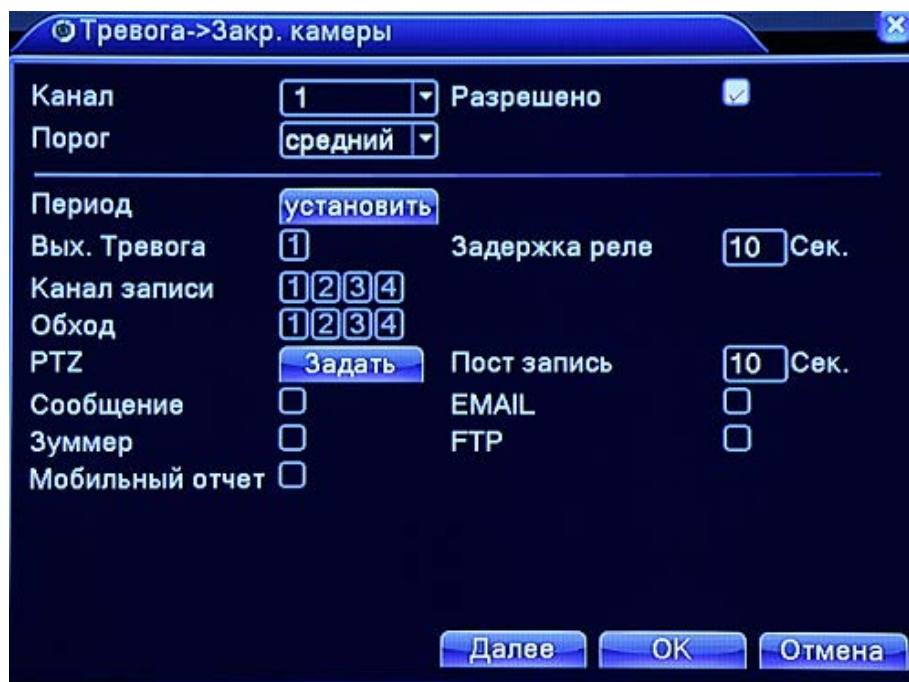 Тревога->Закр. камеры
Канал 1 Разрешено
Порог средний
Период установить
Вых. Тревога 1 Задержка реле 10 Сек.
Канал записи 1 2 3 4
Обход 1 2 3 4
PTZ Задать Пост запись 10 Сек.
Сообщение EMAIL
Зуммер FTP
Мобильный отчет
Далее OK Отмена